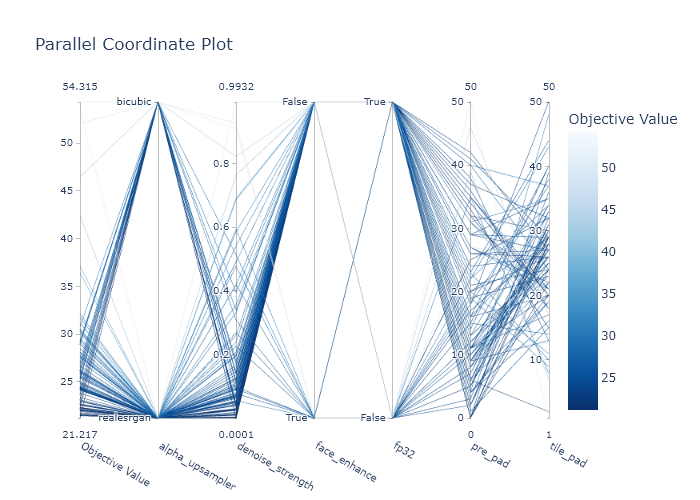 Parallel Coordinate Plot
54.315 0.9932 50 50
bicubic False True 50 50
Objective Value
50
45
40
35
30
25
0.8
0.6
0.4
0.2
40
30
20
10
0
40
30
20
10
realesrgan True False
21.217 0.0001 0 1
Objective Value
alpha_upsampler
denoise_strength
face_enhance
fp32
pre_pad
tile_pad
50
45
40
35
30
25